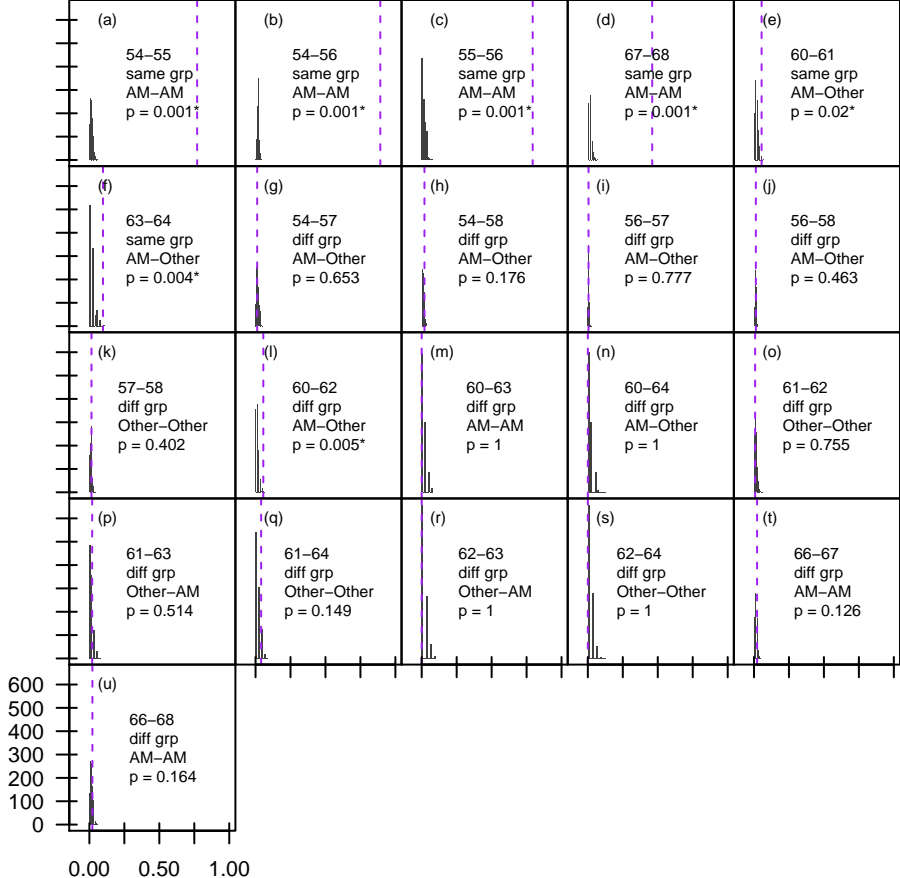 (a)
54–55
same grp
AM–AM
p = 0.001*
(b)
54–56
same grp
AM–AM
p = 0.001*
(c)
55–56
same grp
AM–AM
p = 0.001*
(d)
67–68
same grp
AM–AM
p = 0.001*
(e)
60–61
same grp
AM–Other
p = 0.02*
(f)
63–64
same grp
AM–Other
p = 0.004*
(g)
54–57
diff grp
AM–Other
p = 0.653
(h)
54–58
diff grp
AM–Other
p = 0.176
(i)
56–57
diff grp
AM–Other
p = 0.777
(j)
56–58
diff grp
AM–Other
p = 0.463
(k)
57–58
diff grp
Other–Other
p = 0.402
(l)
60–62
diff grp
AM–Other
p = 0.005*
(m)
60–63
diff grp
AM–AM
p = 1
(n)
60–64
diff grp
AM–Other
p = 1
(o)
61–62
diff grp
Other–Other
p = 0.755
(p)
61–63
diff grp
Other–AM
p = 0.514
(q)
61–64
diff grp
Other–Other
p = 0.149
(r)
62–63
diff grp
Other–AM
p = 1
(s)
62–64
diff grp
Other–Other
p = 1
(t)
66–67
diff grp
AM–AM
p = 0.126
(u)
66–68
diff grp
AM–AM
p = 0.164
600
500
400
300
200
100
0
0.00 0.50 1.00